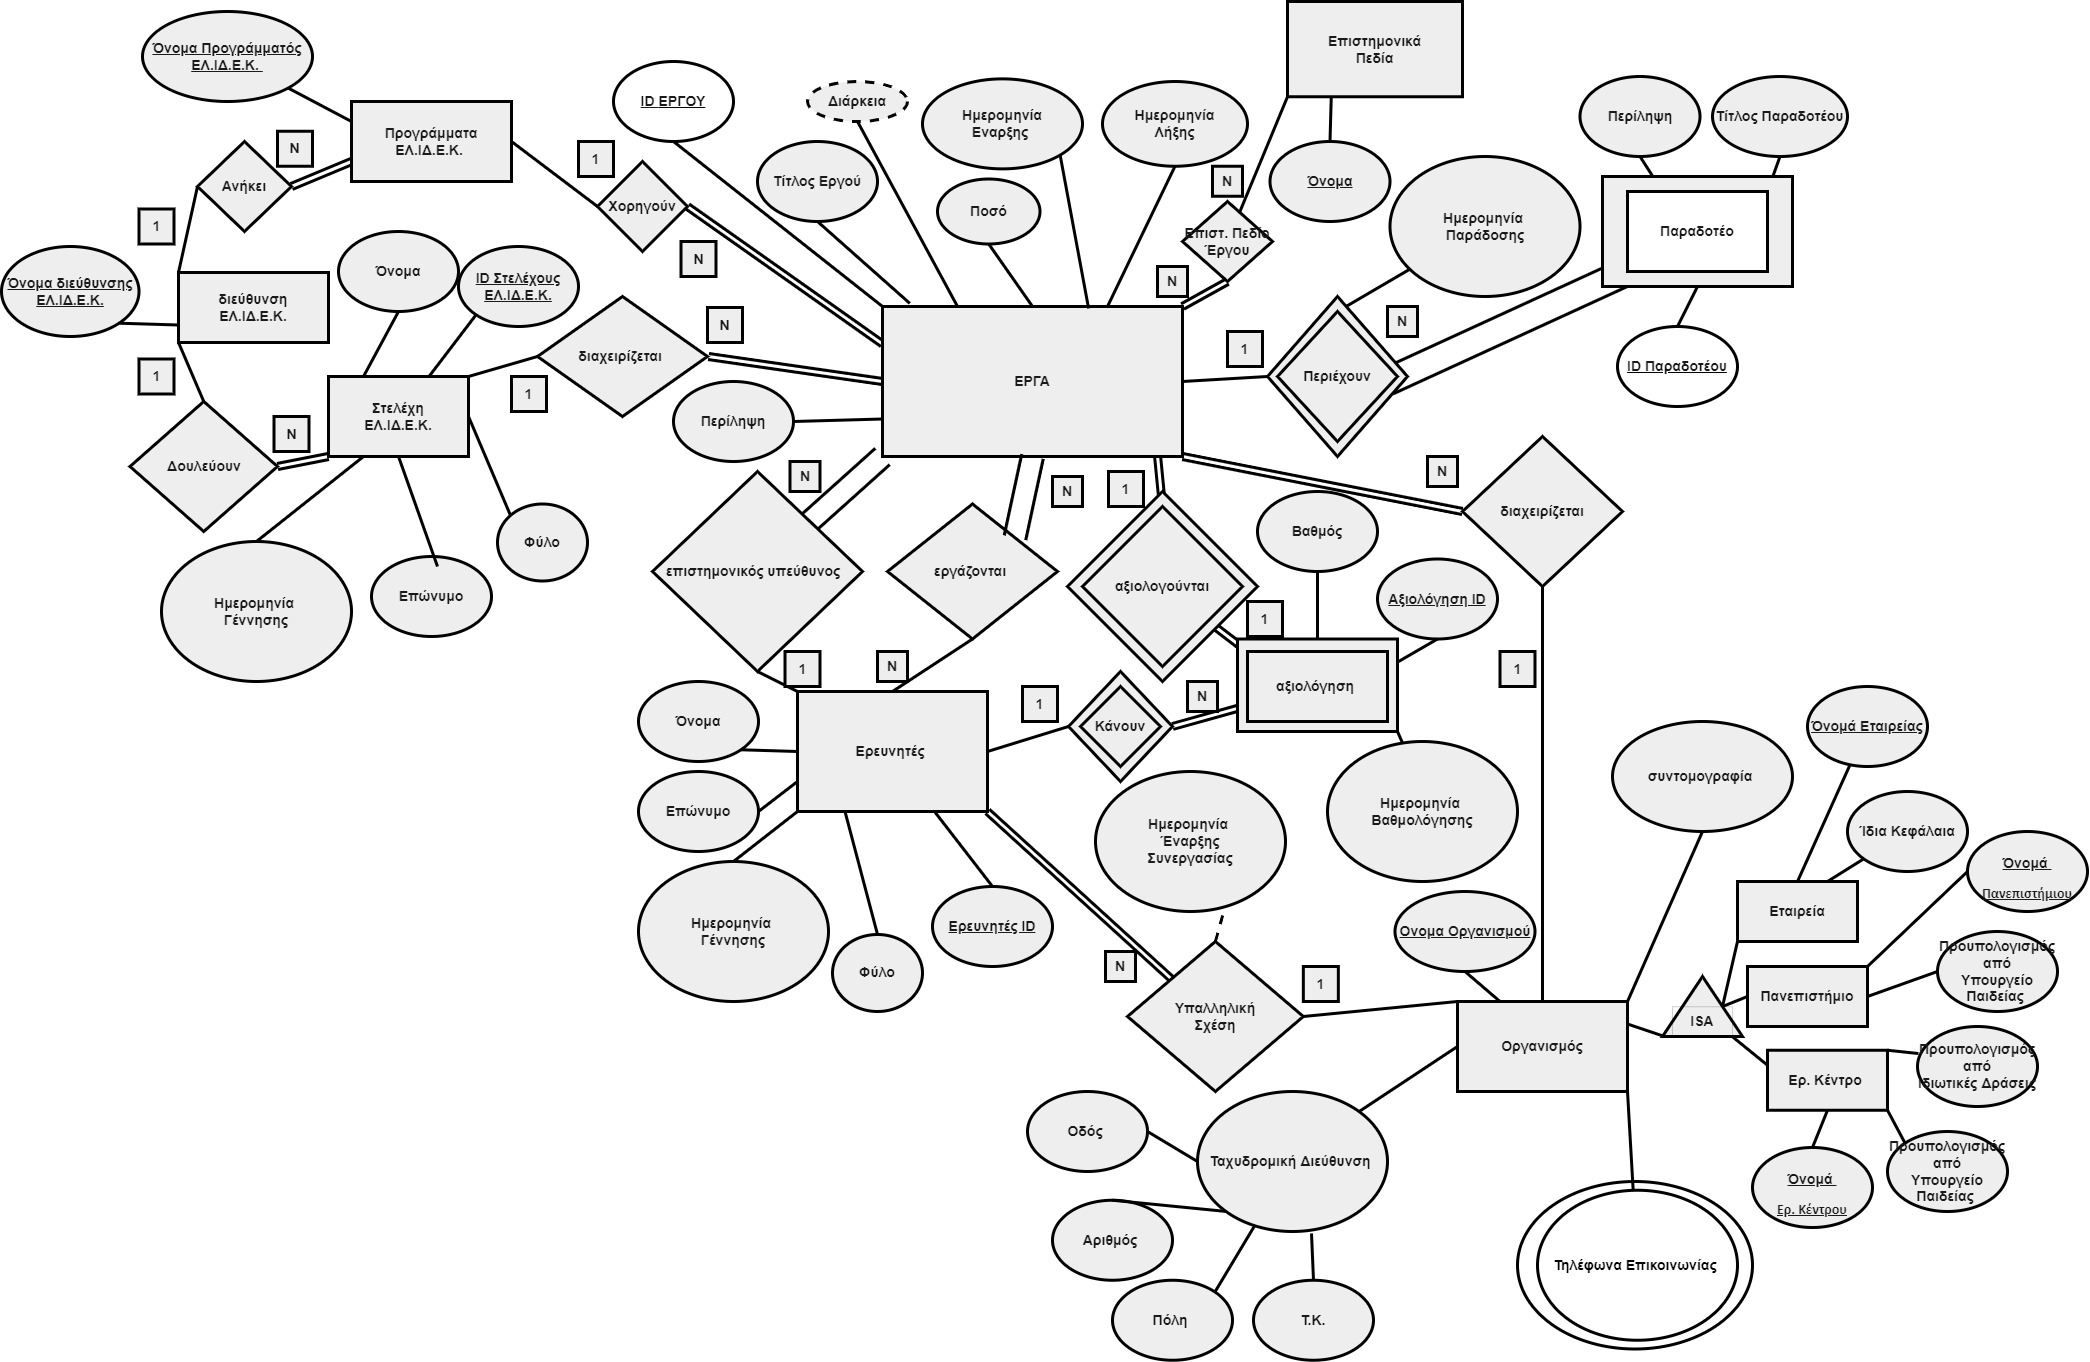 Όνομα Προγράμματός
ΕΛ.ΙΔ.Ε.Κ.
Προγράμματα
ΕΛ.ΙΔ.Ε.Κ.
N
Ανήκει
1
Όνομα διεύθυνσης
ΕΛ.ΙΔ.Ε.Κ.
διεύθυνση
ΕΛ.ΙΔ.Ε.Κ.
1
Δουλεύουν
N
Όνομα
ID Στελέχους
ΕΛ.ΙΔ.Ε.Κ.
Στελέχη
ΕΛ.ΙΔ.Ε.Κ.
Ημερομηνία
Γέννησης
Επώνυμο
Φύλο
1
διαχειρίζεται
N
1
Χορηγούν
N
ID ΕΡΓΟΥ
Τίτλος Εργού
Διάρκεια
Ημερομηνία
Εναρξης
Ποσό
Ημερομηνία
Λήξης
Περίληψη
ΕΡΓΑ
Επιστημονικά
Πεδία
Όνομα
N
Επιστ. Πεδίο
Έργου
N
Ημερομηνία
Παράδοσης
1
Περιέχουν
N
Περίληψη
Τίτλος Παραδοτέου
Παραδοτέο
ID Παραδοτέου
N
διαχειρίζεται
1
N
επιστημονικός υπεύθυνος
1
N
εργάζονται
N
1
αξιολογούνται
1
Βαθμός
Αξιολόγηση ID
αξιολόγηση
Ημερομηνία
Βαθμολόγησης
N
Κάνουν
1
Ερευνητές
Όνομα
Επώνυμο
Ημερομηνία
Γέννησης
Φύλο
Ερευνητές ID
Ημερομηνία
Έναρξης
Συνεργασίας
N
Υπαλληλική
Σχέση
1
Ονομα Οργανισμού
Οργανισμός
συντομογραφία
ISA
Όνομά Εταιρείας
Ίδια Κεφάλαια
Εταιρεία
Όνομά
Πανεπιστήμιου
Πανεπιστήμιο
Προυπολογισμός
από
Υπουργείο
Παιδείας
Ερ. Κέντρο
Προυπολογισμός
από
Ιδιωτικές Δράσεις
Προυπολογισμός
από
Υπουργείο
Παιδείας
Όνομά
Ερ. Κέντρου
Ταχυδρομική Διεύθυνση
Οδός
Αριθμός
Πόλη
Τ.Κ.
Τηλέφωνα Επικοινωνίας